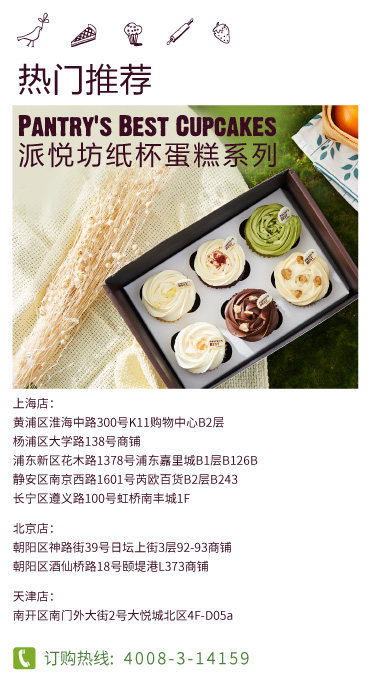 热门推荐
PANTRY'S BEST CUPCAKES
派悦坊纸杯蛋糕系列
上海店：
黄浦区淮海中路300号K11购物中心B2层
杨浦区大学路138号商铺
浦东新区花木路1378号浦东嘉里城B1层B126B
静安区南京西路1601号芮欧百货B2层B243
长宁区遵义路100号虹桥南丰城1F
北京店：
朝阳区神路街39号日坛上街3层92-93商铺
朝阳区酒仙桥路18号颐堤港L373商铺
天津店：
南开区南门外大街2号大悦城北区4F-D05a
订购热线: 4008-3-14159